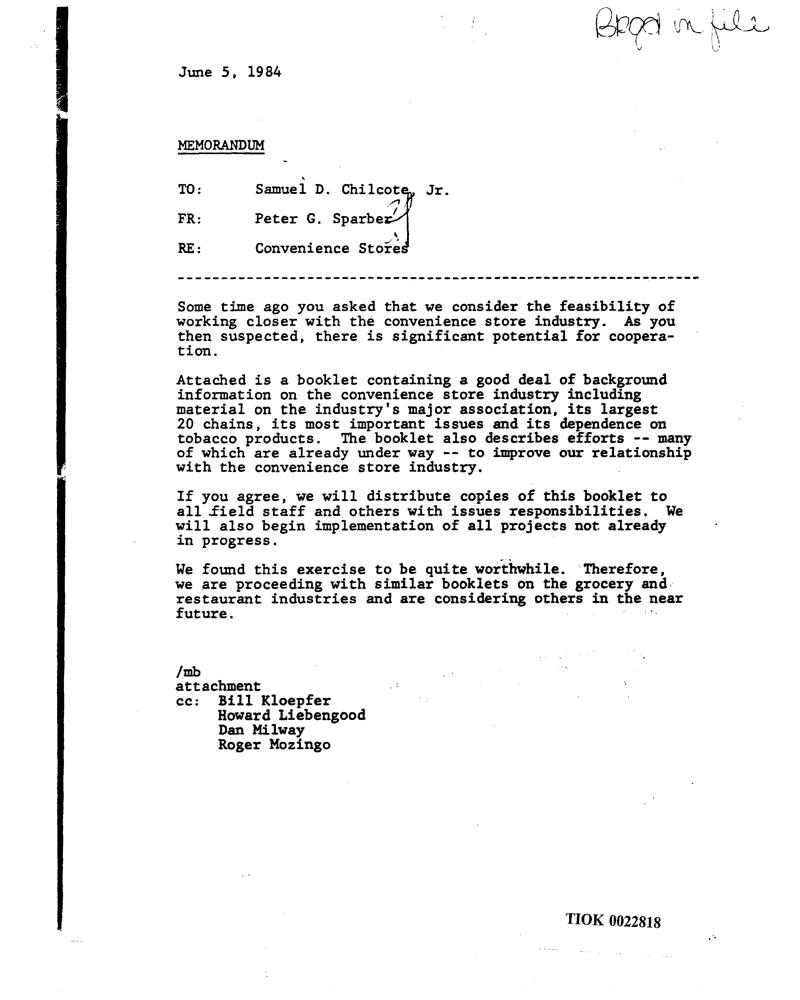 in file
June 5, 1984
MEMORANDUM
TO: Samuel D. Chilcote, Jr.
FR: Peter G. Sparber
RE: Convenience Stores
Some time ago you asked that we consider the feasibility of
working closer with the convenience store industry. As you
then suspected, there is significant potential for coopera-
tion.
Attached is a booklet containing a good deal of background
information on the convenience store industry including
material on the industry's major association, its largest
20 chains, its most important issues and its dependence on
tobacco products. The booklet also describes efforts -- many
of which are already under way -- to improve our relationship
with the convenience store industry.
If you agree, we will distribute copies of this booklet to
all field staff and others with issues responsibilities. We
will also begin implementation of all projects not already
in progress.
We found this exercise to be quite worthwhile. Therefore,
we are proceeding with similar booklets on the grocery and
restaurant industries and are considering others in the near
future.
/mb
attachment
cc: Bill Kloepfer
Howard Liebengood
Dan Milway
Roger Mozingo
TIOK 0022818